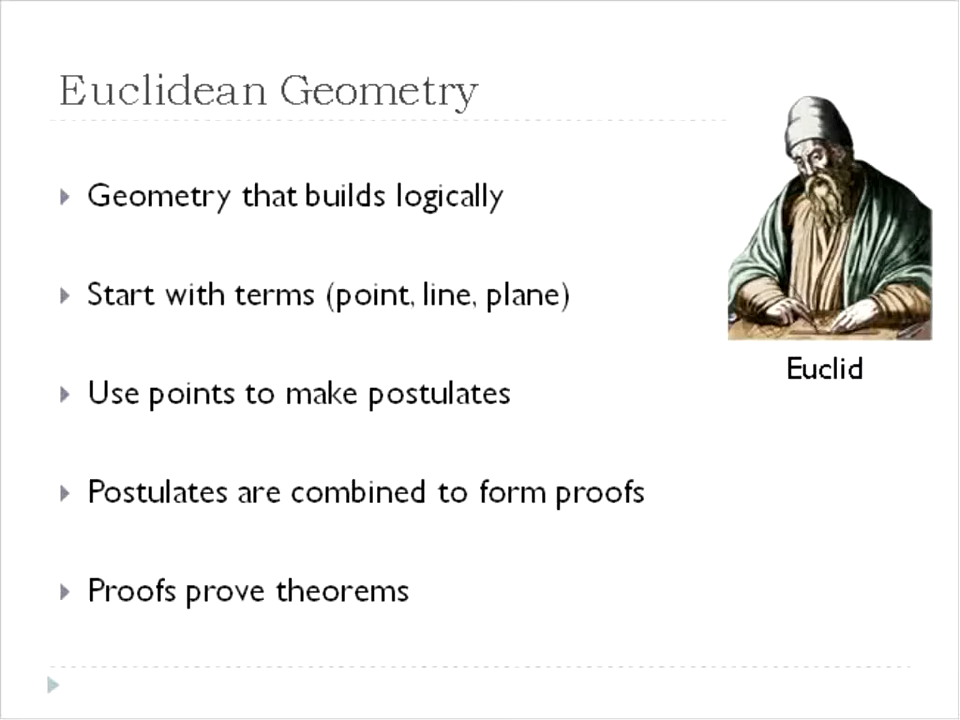 Euclidean Geometry
Geometry that builds logically
Start with terms (point, line, plane)
Use points to make postulates
Postulates are combined to form proofs
Proofs prove theorems
Euclid